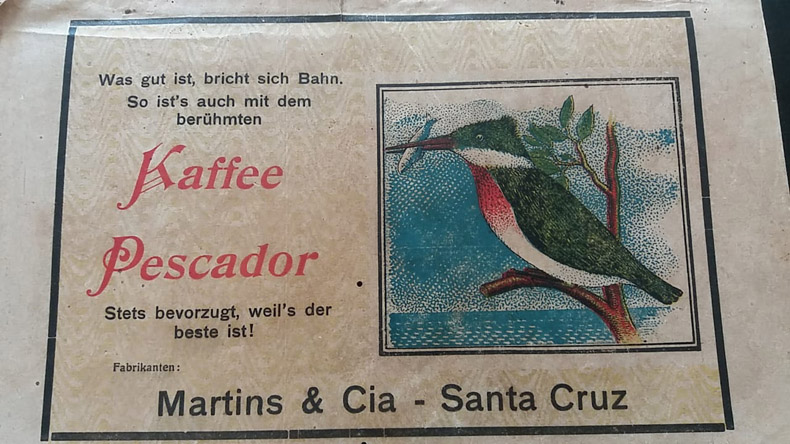 Was gut ist, bricht sich Bahn.
So ist's auch mit dem
berühmten
Kaffee
Pescador
Stets bevorzugt, weil's der
beste ist!
Fabrikanten:
Martins & Cia - Santa Cruz